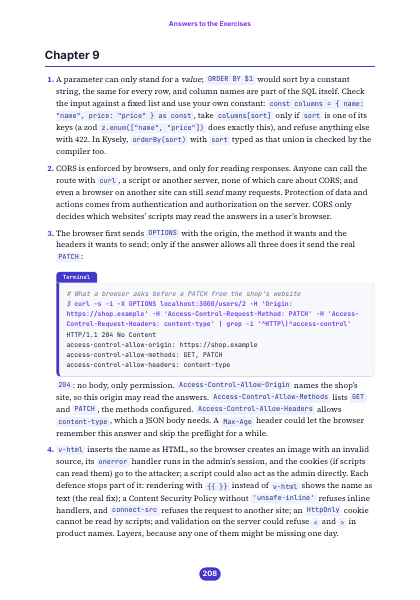 Answers to the Exercises
Chapter 9
1. A parameter can only stand for a value; ORDER BY $1 would sort by a constant
string, the same for every row, and column names are part of the SQL itself. Check
the input against a fixed list and use your own constant: const columns = { name:
"name", price: "price" } as const, take columns[sort] only if sort is one of its
keys (a zod z.enum(["name", "price"]) does exactly this), and refuse anything else
with 422. In Kysely, orderBy(sort) with sort typed as that union is checked by the
compiler too.
2. CORS is enforced by browsers, and only for reading responses. Anyone can call the
route with curl, a script or another server, none of which care about CORS; and
even a browser on another site can still send many requests. Protection of data and
actions comes from authentication and authorization on the server. CORS only
decides which websites' scripts may read the answers in a user's browser.
3. The browser first sends OPTIONS with the origin, the method it wants and the
headers it wants to send; only if the answer allows all three does it send the real
PATCH:
Terminal
# What a browser asks before a PATCH from the shop's website
$ curl -s -i -X OPTIONS localhost:3000/users/2 -H 'Origin:
https://shop.example' -H 'Access-Control-Request-Method: PATCH' -H 'Access-
Control-Request-Headers: content-type' | grep -i '^HTTP\|^access-control'
HTTP/1.1 204 No Content
access-control-allow-origin: https://shop.example
access-control-allow-methods: GET, PATCH
access-control-allow-headers: content-type
204: no body, only permission. Access-Control-Allow-Origin names the shop's
site, so this origin may read the answers. Access-Control-Allow-Methods lists GET
and PATCH, the methods configured. Access-Control-Allow-Headers allows
content-type, which a JSON body needs. A Max-Age header could let the browser
remember this answer and skip the preflight for a while.
4. v-html inserts the name as HTML, so the browser creates an image with an invalid
source, its onerror handler runs in the admin's session, and the cookies (if scripts
can read them) go to the attacker; a script could also act as the admin directly. Each
defence stops part of it: rendering with {{ }} instead of v-html shows the name as
text (the real fix); a Content Security Policy without 'unsafe-inline' refuses inline
handlers, and connect-src refuses the request to another site; an HttpOnly cookie
cannot be read by scripts; and validation on the server could refuse < and > in
product names. Layers, because any one of them might be missing one day.
208